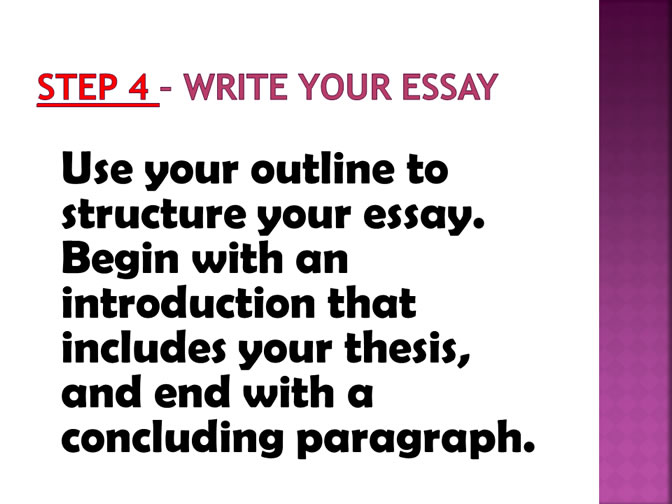 STEP 4 – WRITE YOUR ESSAY
Use your outline to
structure your essay.
Begin with an
introduction that
includes your thesis,
and end with a
concluding paragraph.